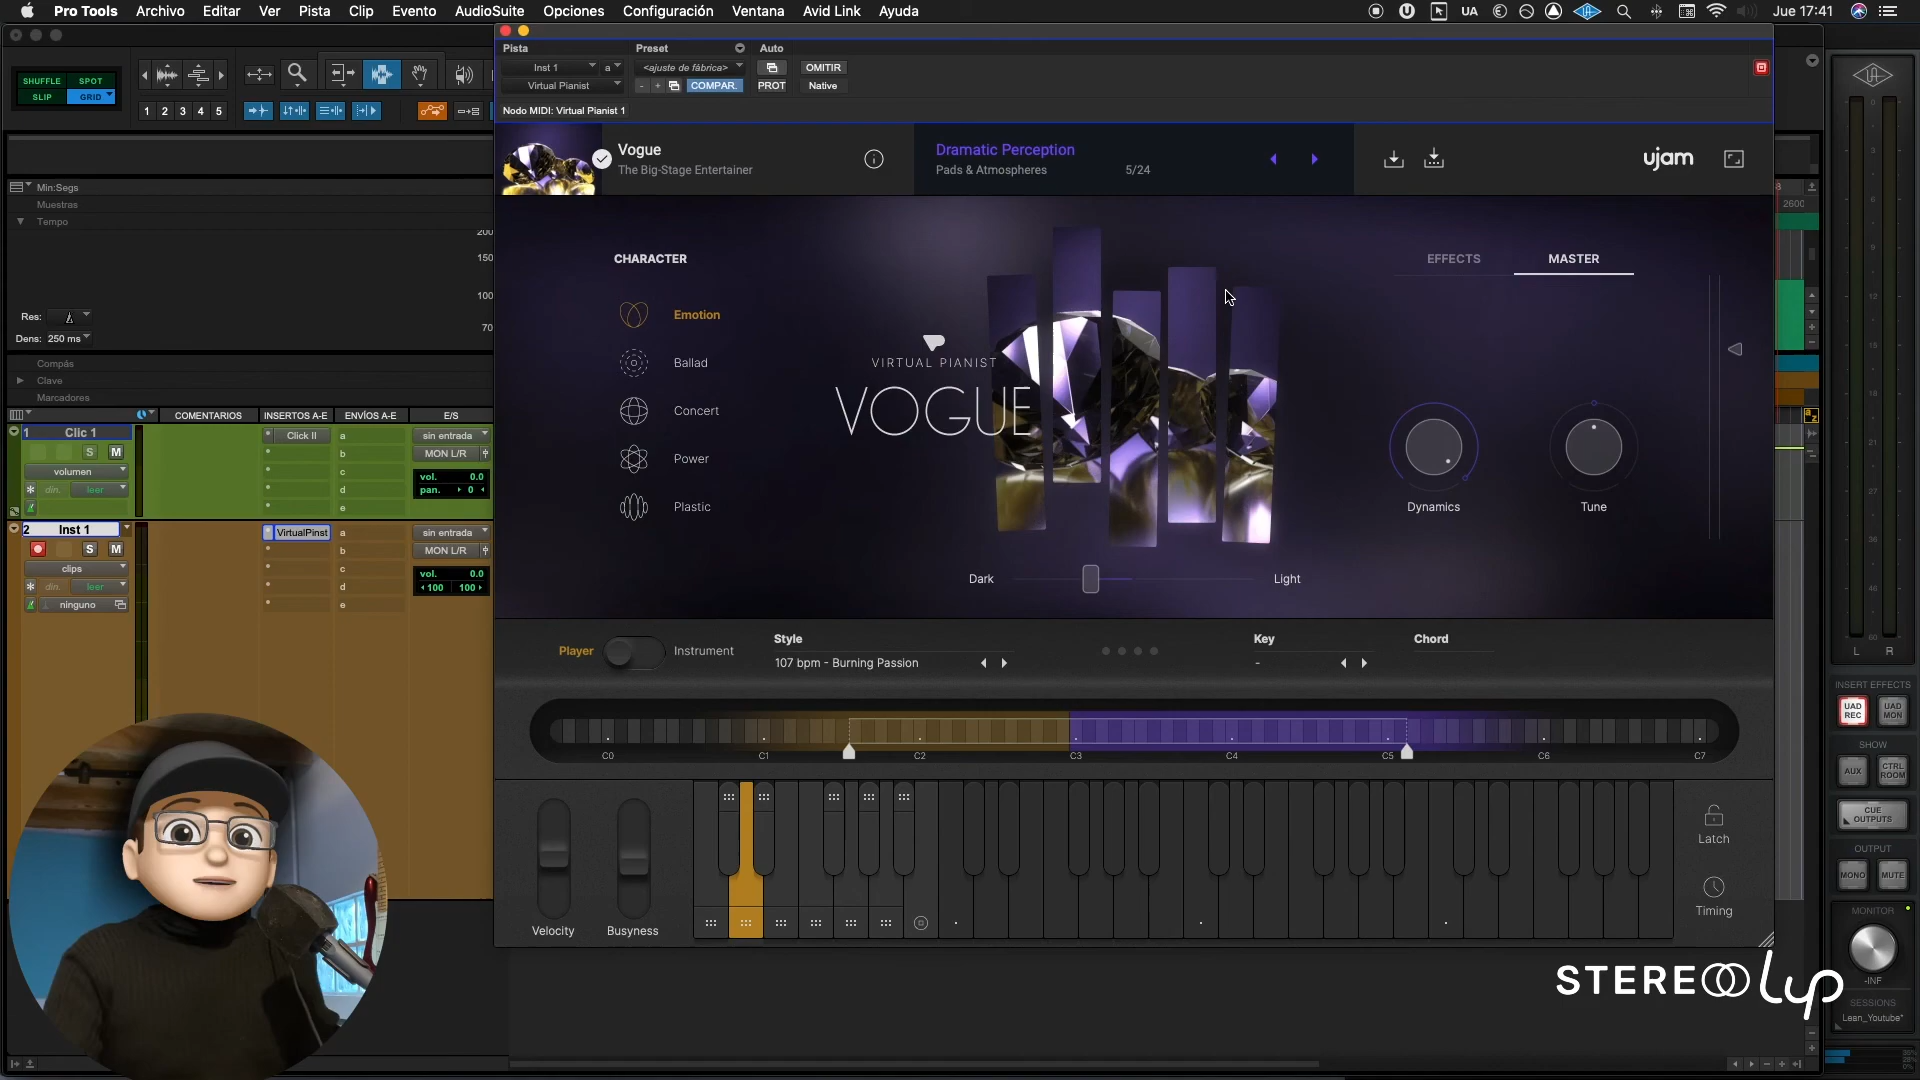 Pro Tools Archivo Editar Ver Pista Clip Evento AudioSuite Opciones Configuración Ventana Avid Link Ayuda
UA
Jue 17:41
SHUFFLE SPOT
SLIP GRID
1 2 3 4 5
Pista
Preset
Auto
Inst 1
a
<ajuste de fábrica>
OMITIR
Virtual Pianist
- +
COMPAR.
PROT
Native
Nodo MIDI: Virtual Pianist 1
Vogue
The Big-Stage Entertainer
Dramatic Perception
Pads & Atmospheres
5/24
ujam
Min:Segs
Muestras
Tempo
200
150
100
70
Res:
Dens: 250 ms
Compás
Clave
Marcadores
2600
CHARACTER
Emotion
Ballad
Concert
Power
Plastic
VIRTUAL PIANIST
VOGUE
EFFECTS
MASTER
Dynamics
Tune
Dark
Light
COMENTARIOS
INSERTOS A-E
ENVÍOS A-E
E/S
1 Clic 1
Click II
a
b
c
d
e
sin entrada
MON L/R
S M
volumen
vol. 0.0
pan. 0
din. leer
2 Inst 1
VirtualPinst
a
b
c
d
e
sin entrada
MON L/R
S M
clips
vol. 0.0
100 100
din. leer
ninguno
Player
Instrument
Style
107 bpm - Burning Passion
Key
-
Chord
C0 C1 C2 C3 C4 C5 C6 C7
Velocity
Busyness
Latch
Timing
L R
INSERT EFFECTS
UAD REC
UAD MON
SHOW
AUX
CTRL ROOM
CUE OUTPUTS
OUTPUT
MONO
MUTE
MONITOR
-INF
SESSIONS
Lean_Youtube*
STEREO Lyp